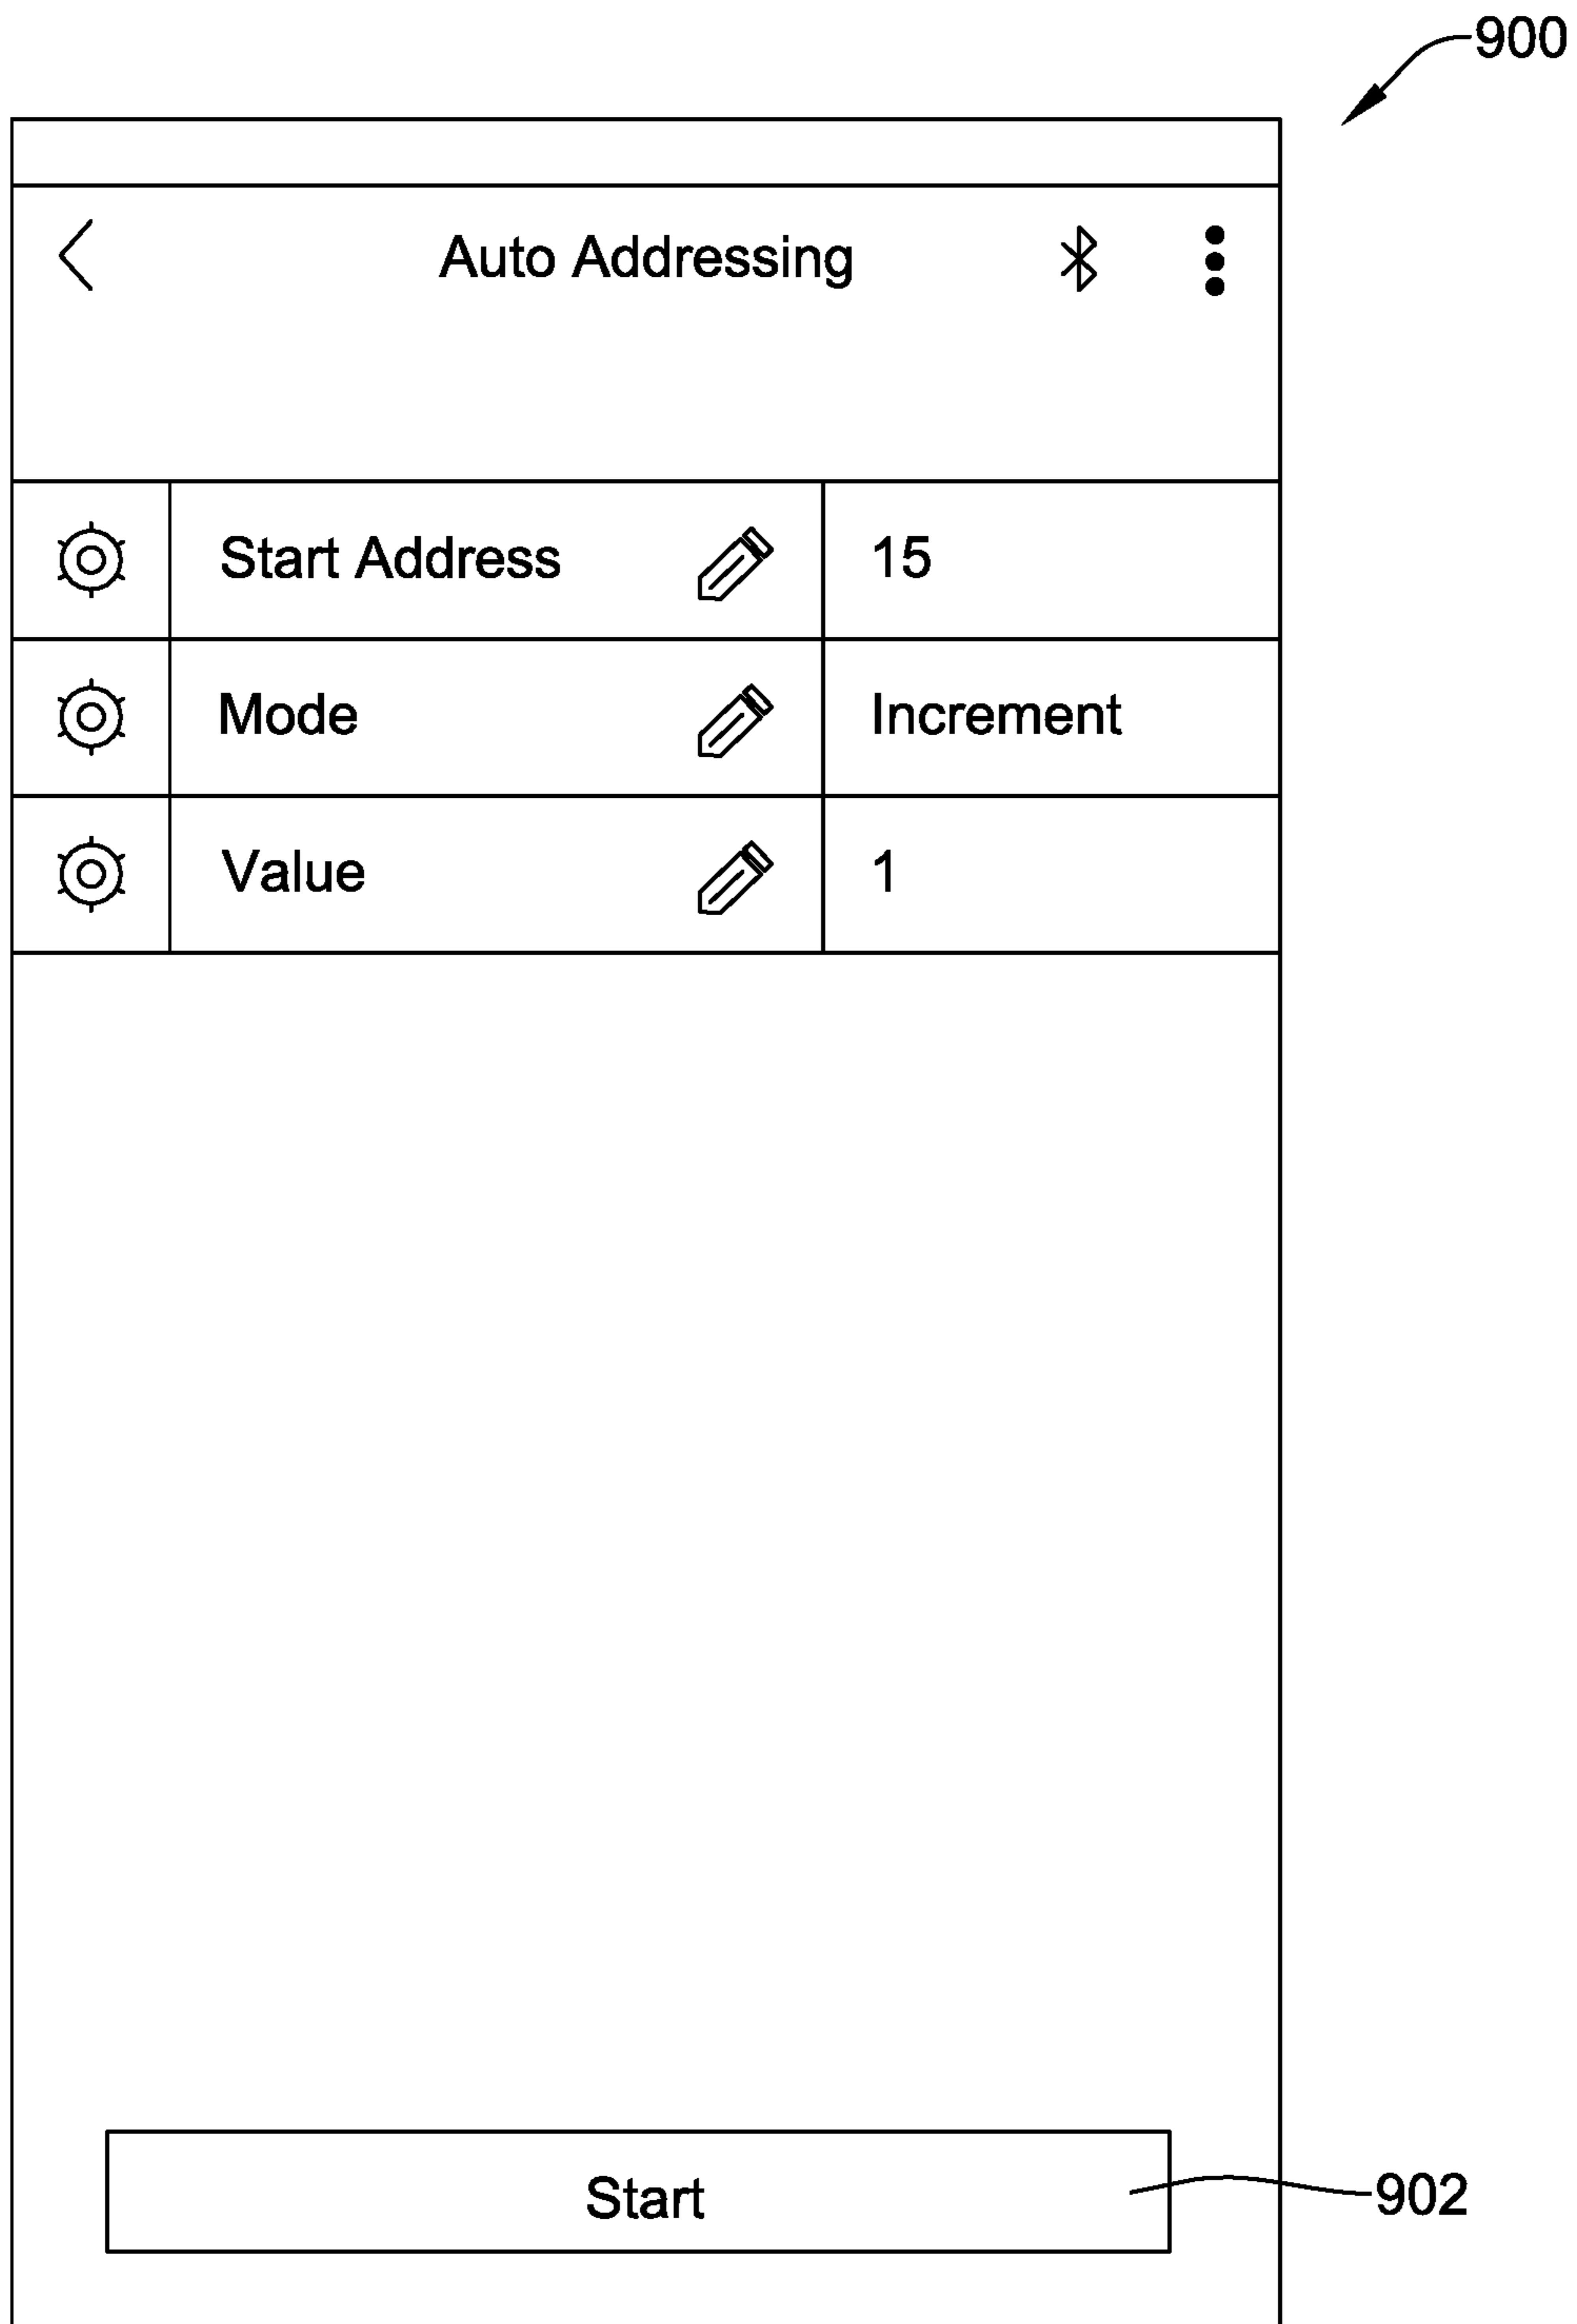 900
Auto Addressing
Start Address 15
Mode Increment
Value 1
Start
902